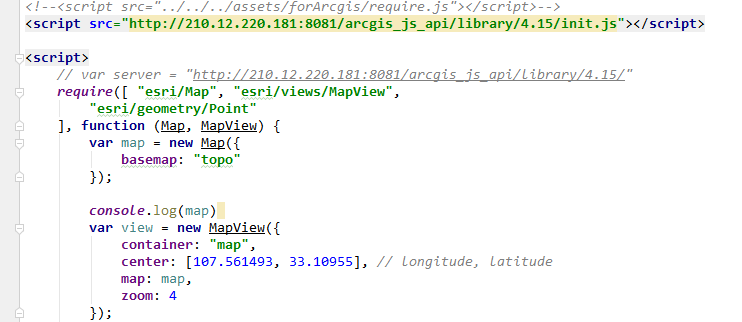 <!--<script src="../../../assets/forArcgis/require.js"></script>-->
<script src="http://210.12.220.181:8081/arcgis_js_api/library/4.15/init.js"></script>
<script>
// var server = "http://210.12.220.181:8081/arcgis_js_api/library/4.15/"
require([ "esri/Map", "esri/views/MapView",
"esri/geometry/Point"
], function (Map, MapView) {
var map = new Map({
basemap: "topo"
});
console.log(map)
var view = new MapView({
container: "map",
center: [107.561493, 33.10955], // longitude, latitude
map: map,
zoom: 4
});